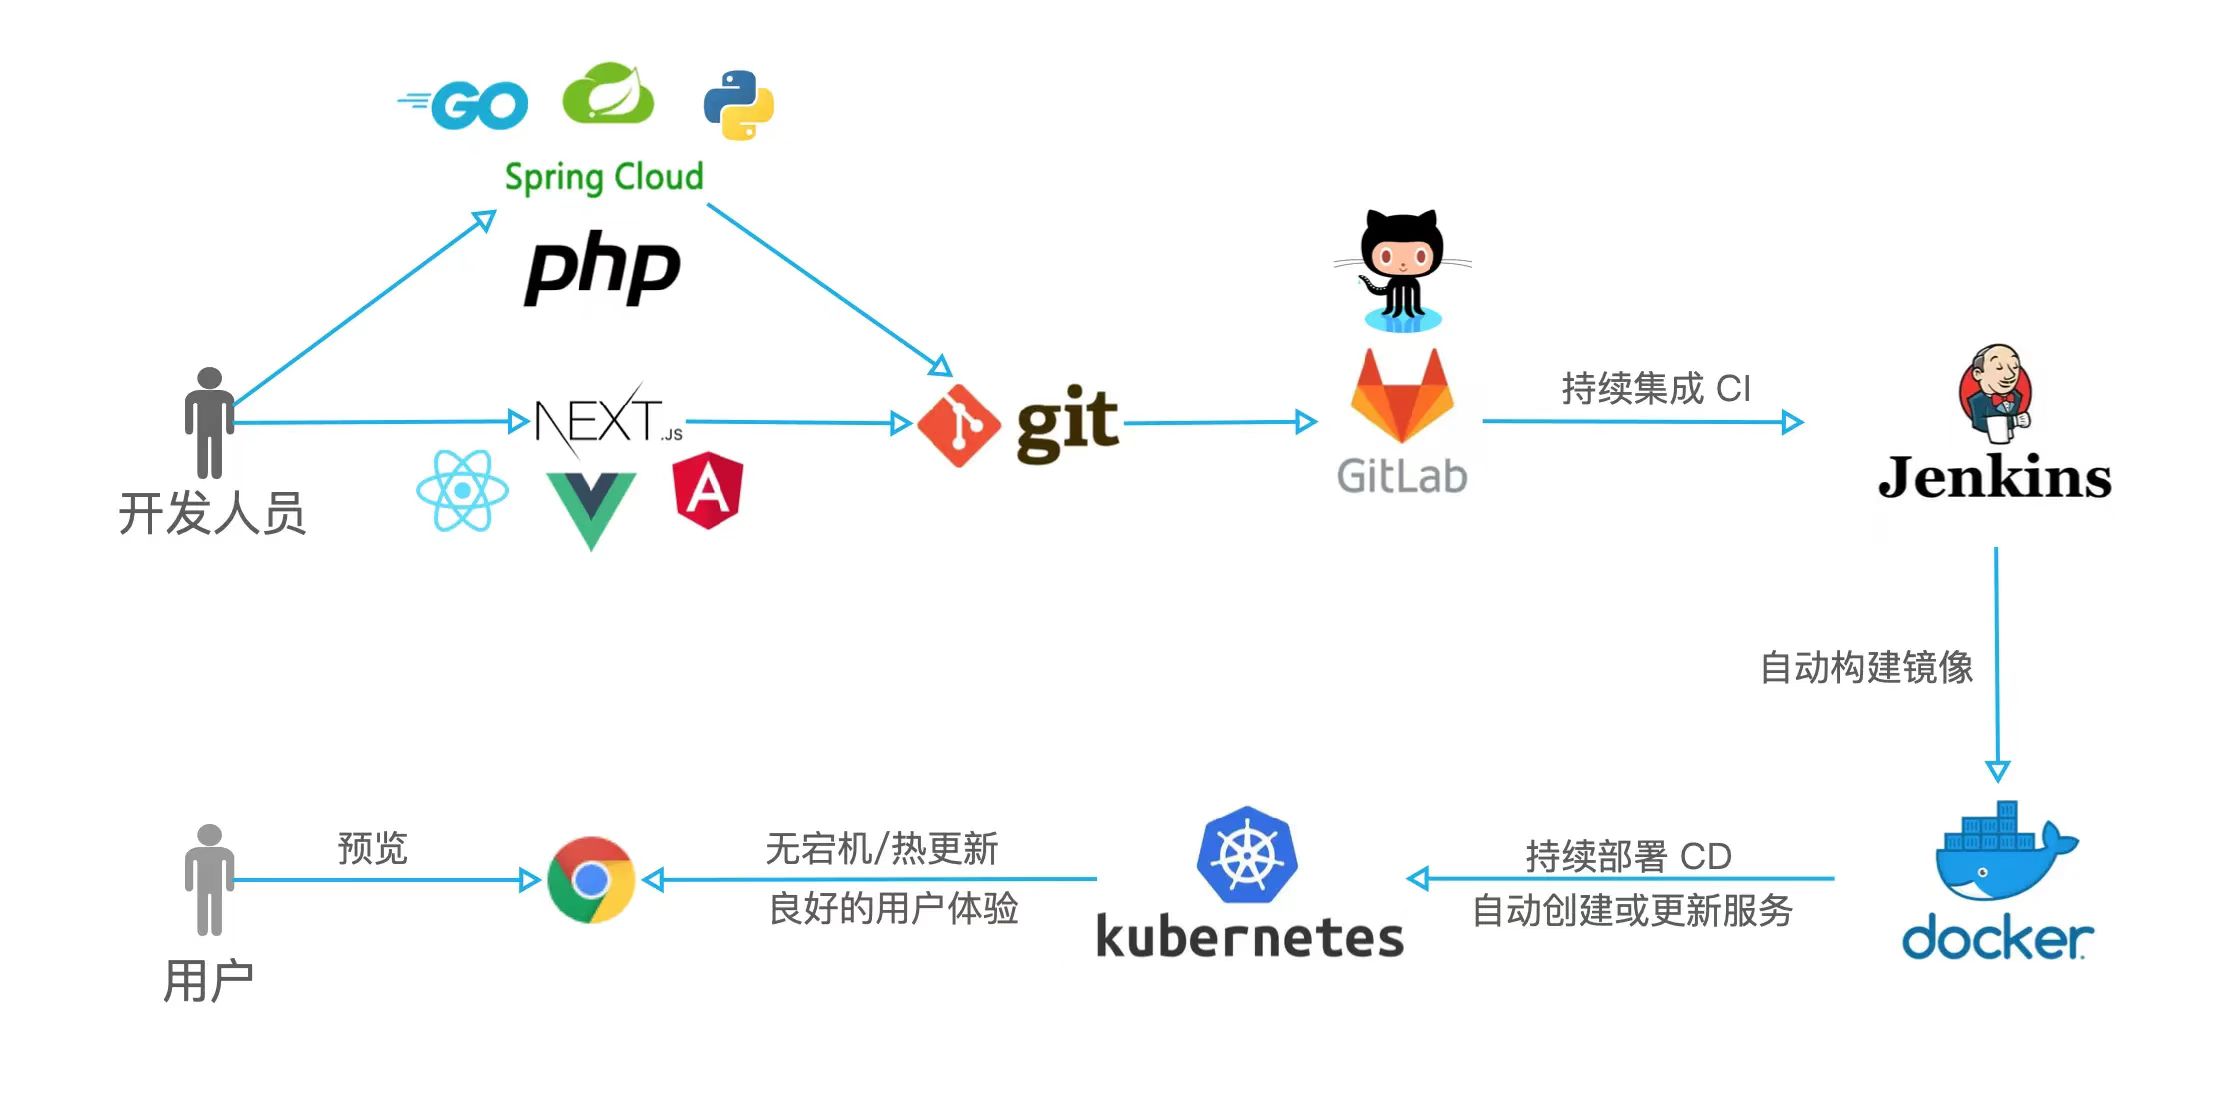 GO
Spring Cloud
php
开发人员
NEXT.JS
A
git
GitLab
持续集成 CI
Jenkins
自动构建镜像
docker
持续部署 CD
自动创建或更新服务
kubernetes
无宕机/热更新
良好的用户体验
预览
用户